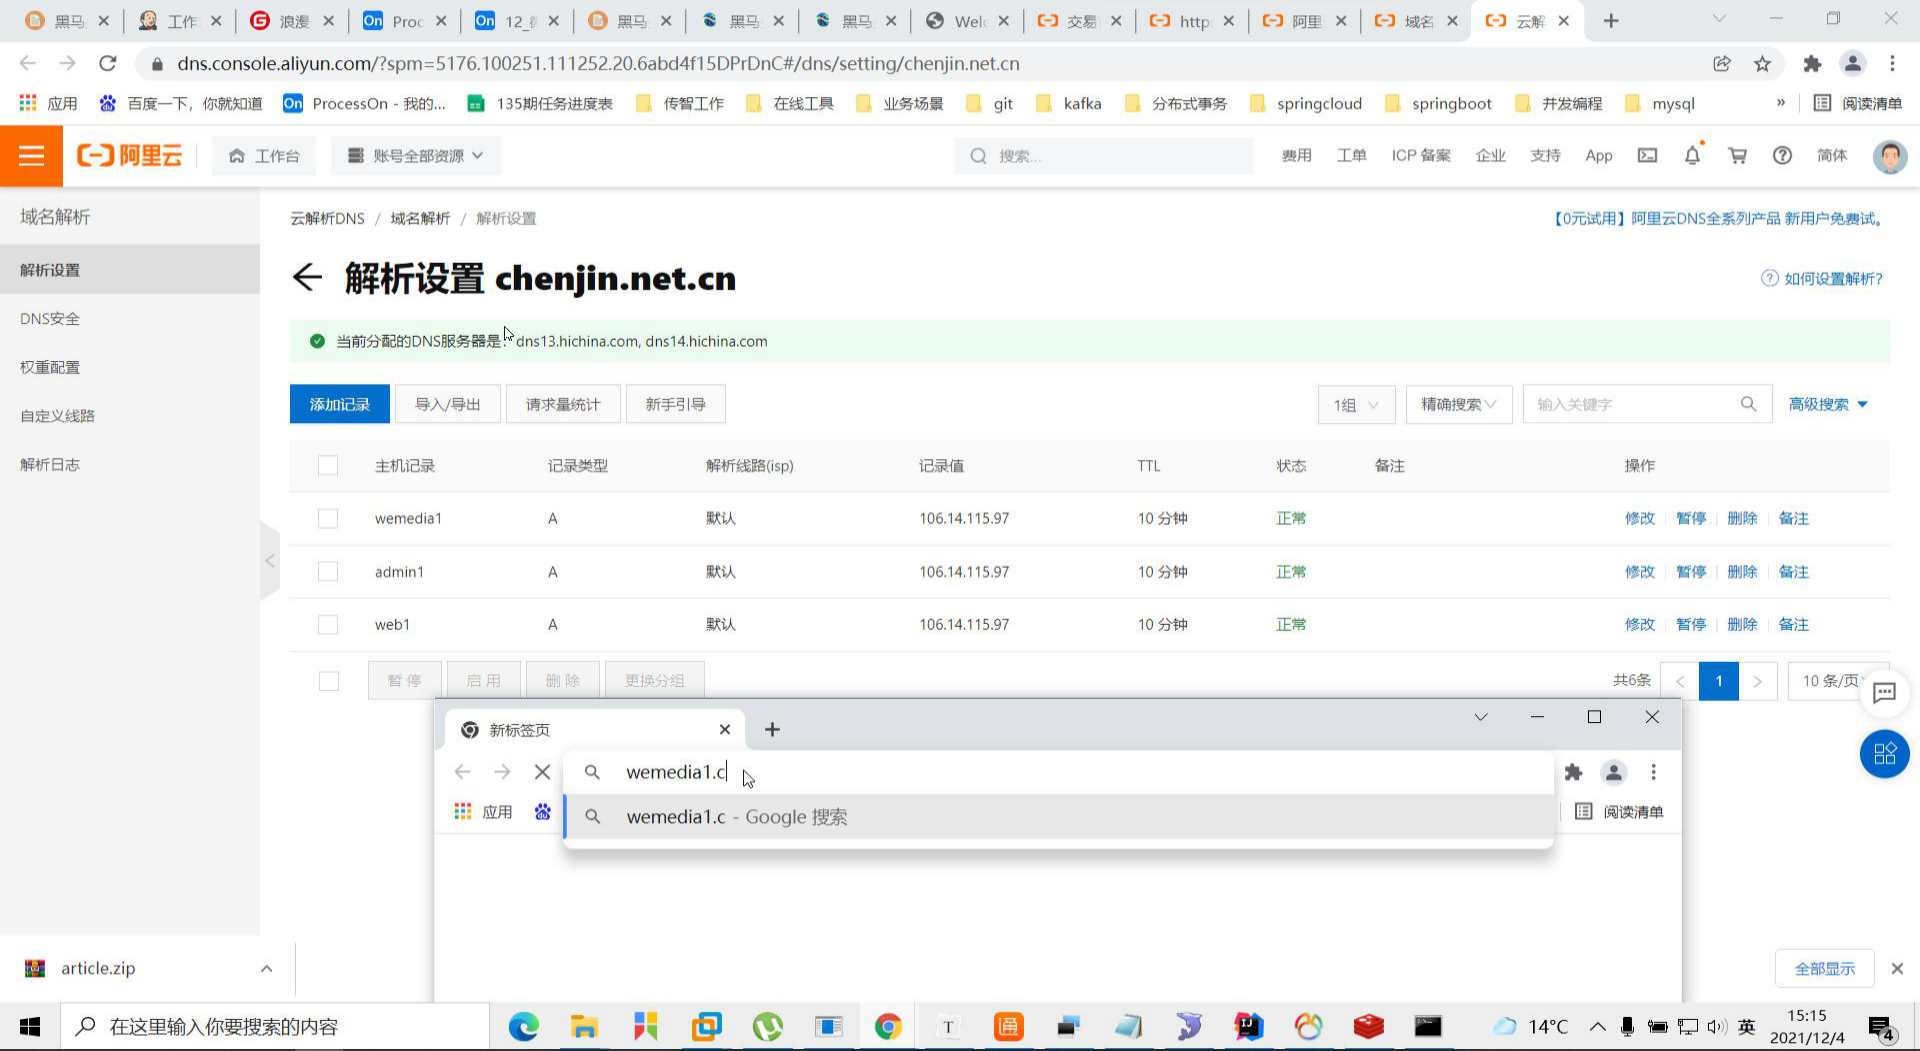 黑马
工作
浪漫
On Proc
On 12_
黑马
黑马
黑马
Welc
交易
http
阿里
域名
云解
dns.console.aliyun.com/?spm=5176.100251.111252.20.6abd4f15DPrDnC#/dns/setting/chenjin.net.cn
应用
百度一下，你就知道
On ProcessOn - 我的...
135期任务进度表
传智工作
在线工具
业务场景
git
kafka
分布式事务
springcloud
springboot
并发编程
mysql
»
阅读清单
阿里云
工作台
账号全部资源
搜索...
费用
工单
ICP 备案
企业
支持
App
简体
域名解析
解析设置
DNS安全
权重配置
自定义线路
解析日志
云解析DNS / 域名解析 / 解析设置
【0元试用】阿里云DNS全系列产品 新用户免费试。
解析设置 chenjin.net.cn
如何设置解析?
当前分配的DNS服务器是: dns13.hichina.com, dns14.hichina.com
添加记录 导入/导出 请求量统计 新手引导
1组 精确搜索 输入关键字 高级搜索
主机记录 记录类型 解析线路(isp) 记录值 TTL 状态 备注 操作
wemedia1 A 默认 106.14.115.97 10 分钟 正常 修改 暂停 删除 备注
admin1 A 默认 106.14.115.97 10 分钟 正常 修改 暂停 删除 备注
web1 A 默认 106.14.115.97 10 分钟 正常 修改 暂停 删除 备注
暂停 启用 删除 更换分组
共6条 < 1 > 10 条/页
新标签页
wemedia1.c
应用
wemedia1.c - Google 搜索
阅读清单
article.zip
全部显示
在这里输入你要搜索的内容
T
通
IJ
14°C
英
15:15
2021/12/4
4